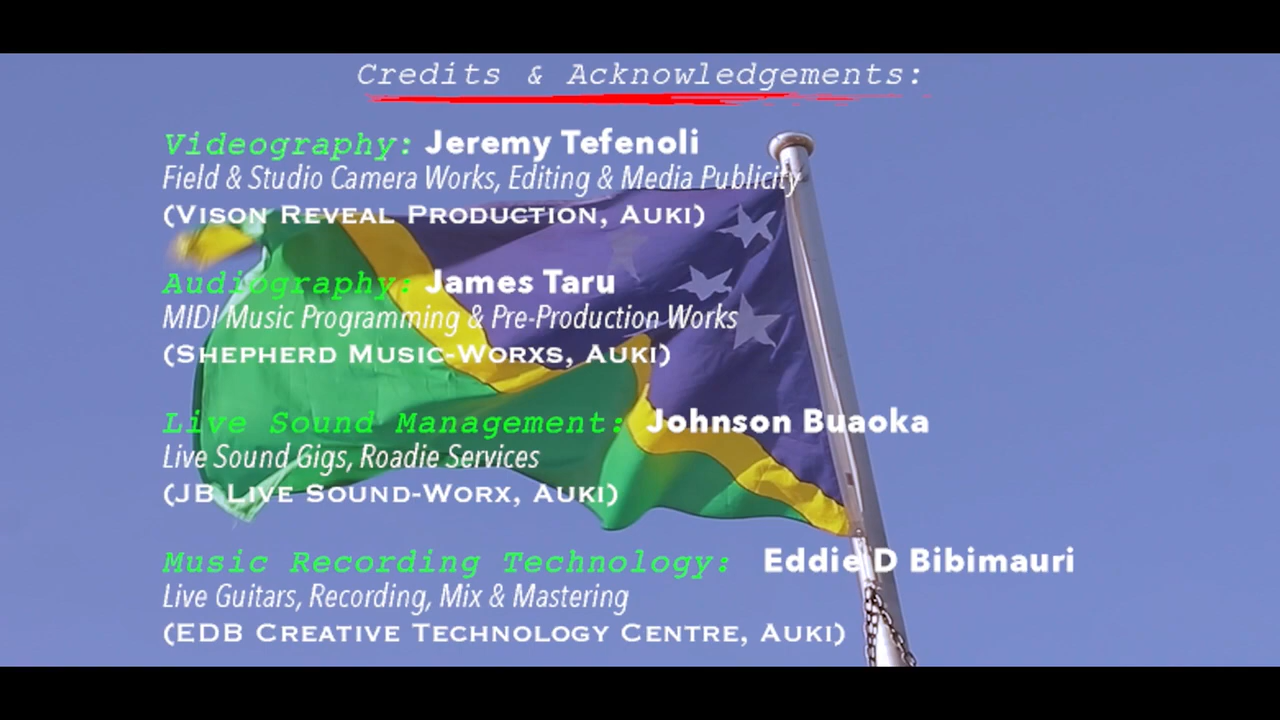 Credits & Acknowledgements:
Videography: Jeremy Tefenoli
Field & Studio Camera Works, Editing & Media Publicity
(Vison Reveal Production, Auki)
Audiography: James Taru
MIDI Music Programming & Pre-Production Works
(Shepherd Music-Worxs, Auki)
Live Sound Management: Johnson Buaoka
Live Sound Gigs, Roadie Services
(JB Live Sound-Worx, Auki)
Music Recording Technology: Eddie D Bibimauri
Live Guitars, Recording, Mix & Mastering
(EDB Creative Technology Centre, Auki)